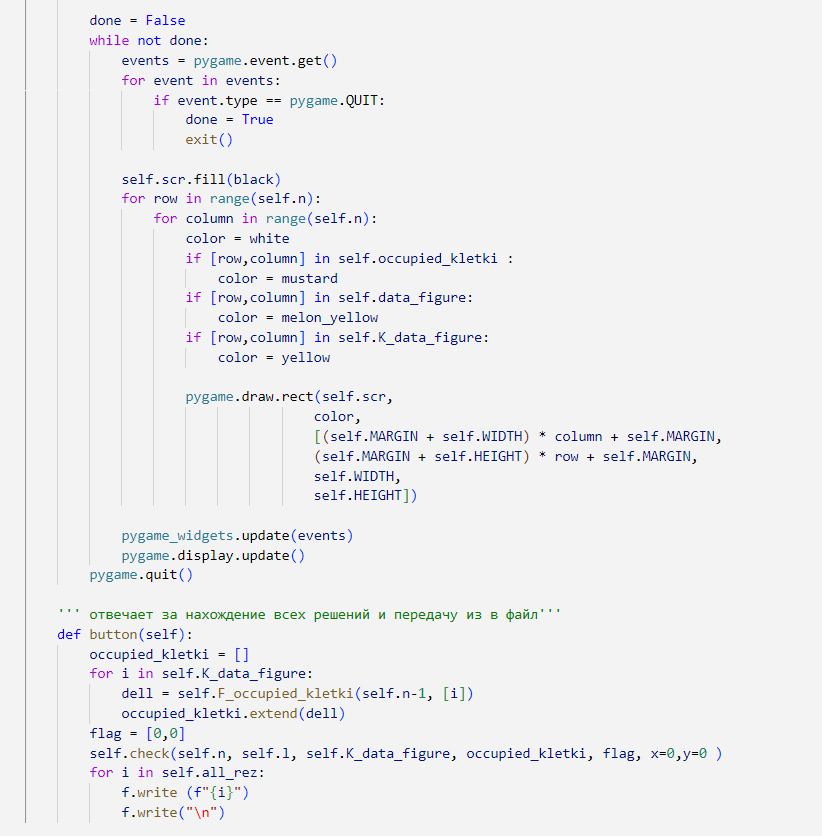 done = False
while not done:
events = pygame.event.get()
for event in events:
if event.type == pygame.QUIT:
done = True
exit()
self.scr.fill(black)
for row in range(self.n):
for column in range(self.n):
color = white
if [row,column] in self.occupied_kletki :
color = mustard
if [row,column] in self.data_figure:
color = melon_yellow
if [row,column] in self.K_data_figure:
color = yellow
pygame.draw.rect(self.scr,
color,
[(self.MARGIN + self.WIDTH) * column + self.MARGIN,
(self.MARGIN + self.HEIGHT) * row + self.MARGIN,
self.WIDTH,
self.HEIGHT])
pygame_widgets.update(events)
pygame.display.update()
pygame.quit()
''' отвечает за нахождение всех решений и передачу из в файл'''
def button(self):
occupied_kletki = []
for i in self.K_data_figure:
dell = self.F_occupied_kletki(self.n-1, [i])
occupied_kletki.extend(dell)
flag = [0,0]
self.check(self.n, self.l, self.K_data_figure, occupied_kletki, flag, x=0,y=0 )
for i in self.all_rez:
f.write (f"{i}")
f.write("\n")